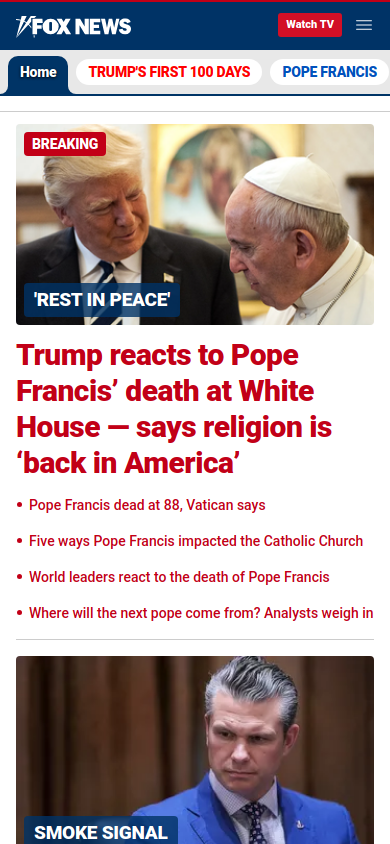 FOX NEWS
Watch TV
Home
TRUMP'S FIRST 100 DAYS
POPE FRANCIS
BREAKING
'REST IN PEACE'
Trump reacts to Pope
Francis’ death at White
House — says religion is
‘back in America’
• Pope Francis dead at 88, Vatican says
• Five ways Pope Francis impacted the Catholic Church
• World leaders react to the death of Pope Francis
• Where will the next pope come from? Analysts weigh in
SMOKE SIGNAL